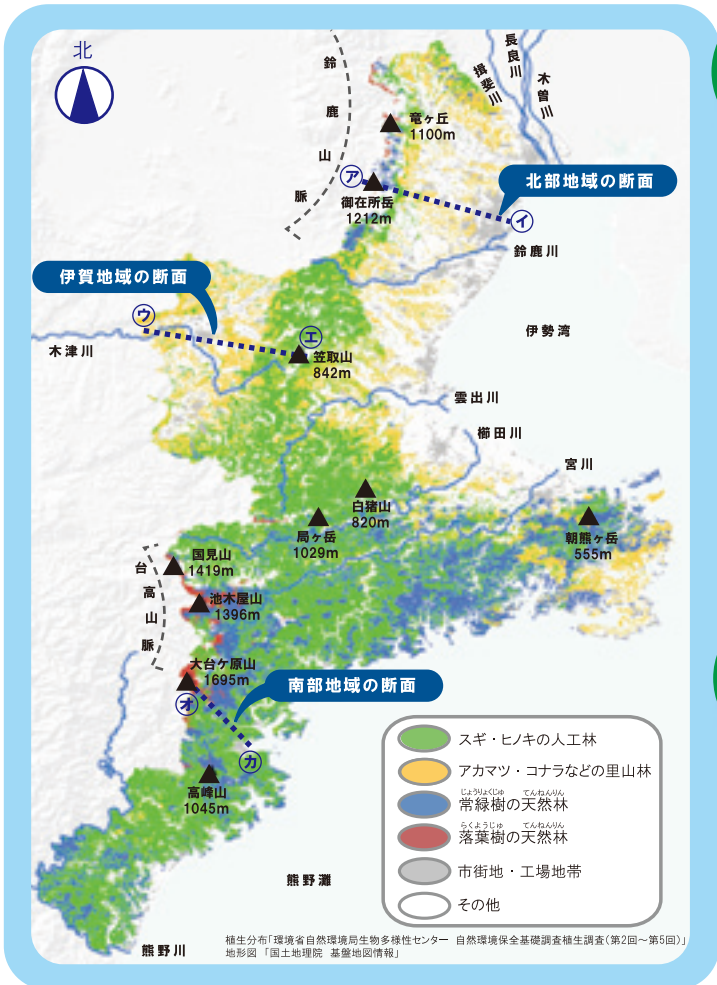 北
鈴鹿山脈
揖斐川
長良川
木曽川
竜ヶ丘
1100m
ア
御在所岳
1212m
北部地域の断面
イ
鈴鹿川
伊賀地域の断面
ウ
エ
木津川
笠取山
842m
伊勢湾
雲出川
櫛田川
宮川
白猪山
820m
局ヶ岳
1029m
朝熊ヶ岳
555m
国見山
1419m
台高山脈
池木屋山
1396m
大台ケ原山
1695m
オ
南部地域の断面
カ
高峰山
1045m
熊野灘
熊野川
スギ・ヒノキの人工林
アカマツ・コナラなどの里山林
じょうりょくじゅ てんねんりん
常緑樹の天然林
らくようじゅ てんねんりん
落葉樹の天然林
市街地・工場地帯
その他
植生分布「環境省自然環境局生物多様性センター 自然環境保全基礎調査植生調査(第2回～第5回)」
地形図 「国土地理院 基盤地図情報」